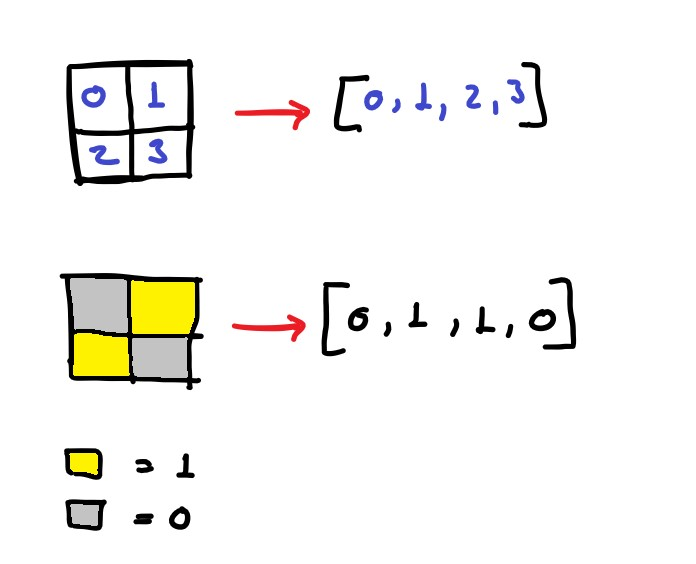 0 1
2 3
[0, 1, 2, 3]
[0, 1, 1, 0]
= 1
= 0